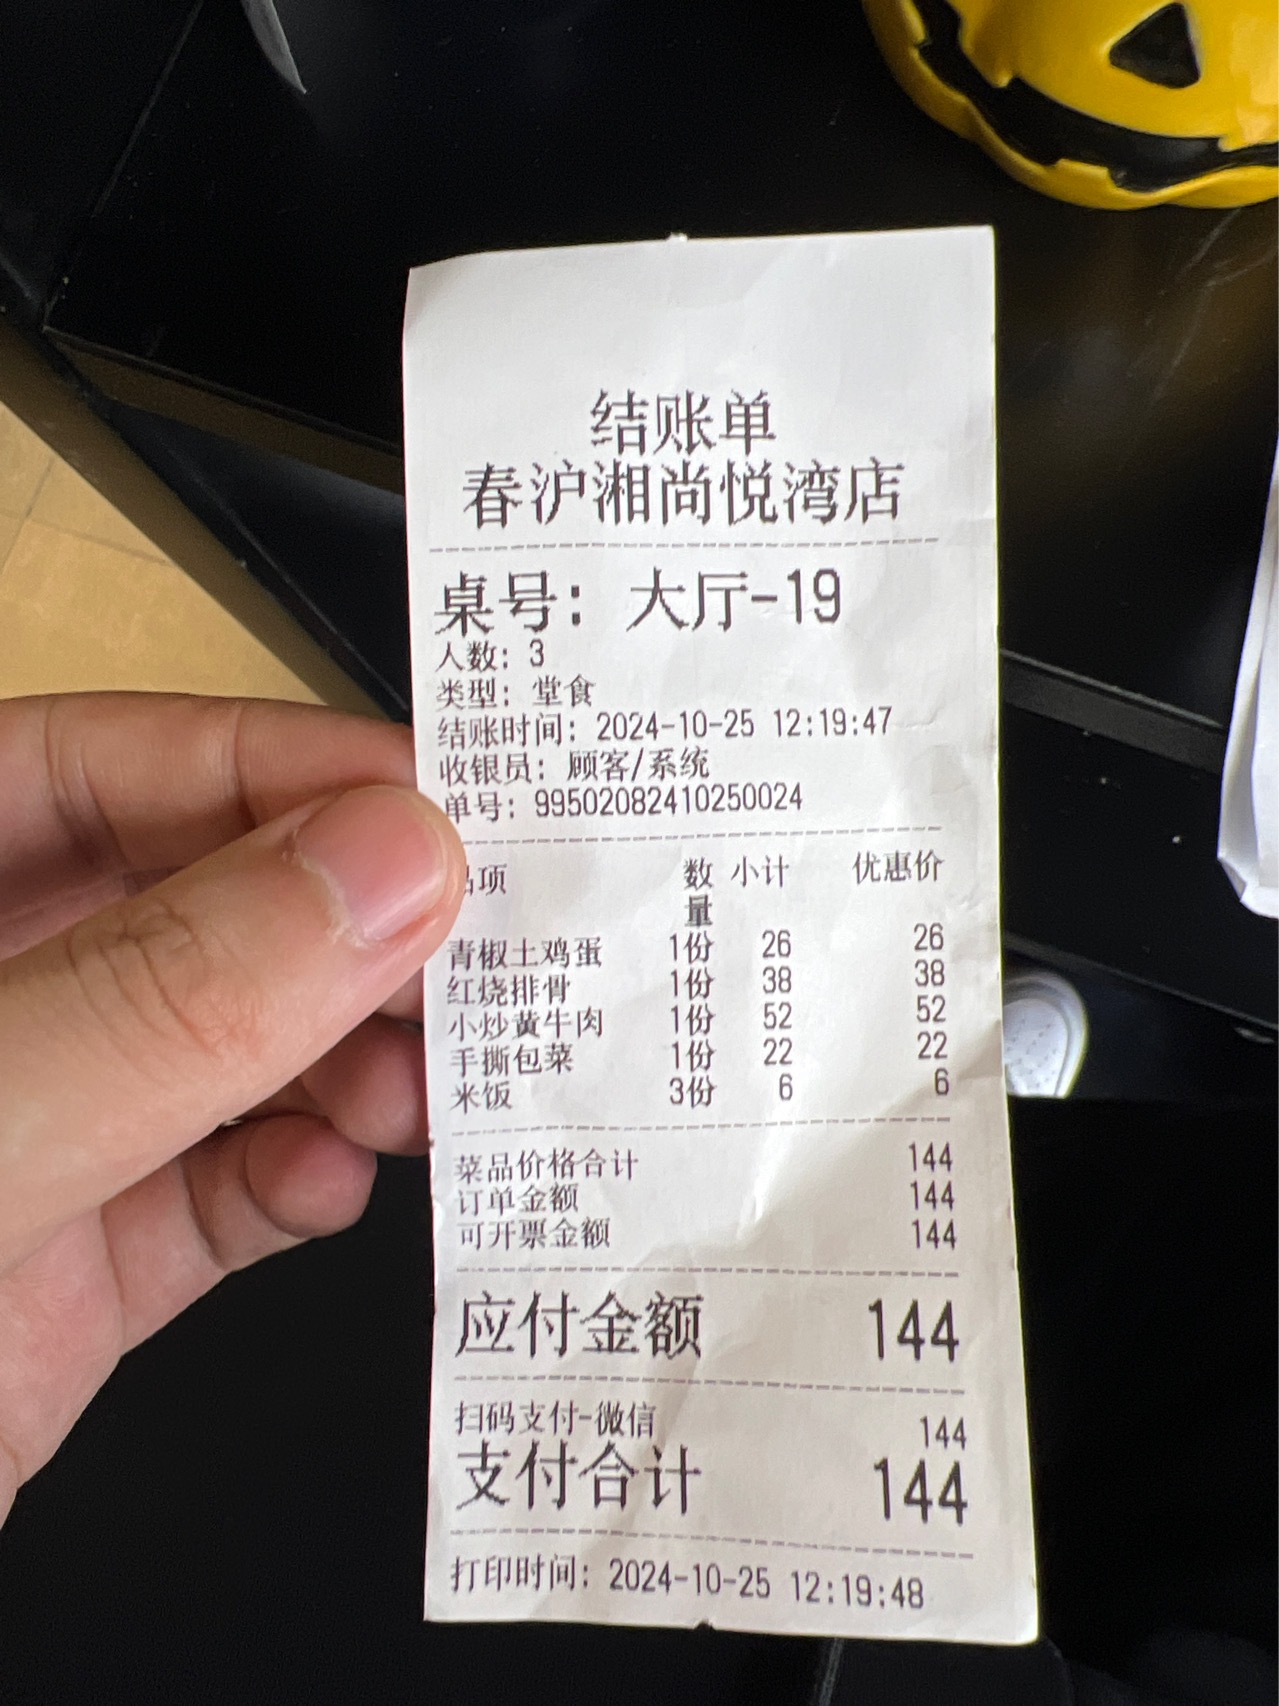 结账单
春沪湘尚悦湾店
桌号: 大厅-19
人数: 3
类型: 堂食
结账时间: 2024-10-25 12:19:47
收银员: 顾客/系统
单号: 99502082410250024
品项 数量 小计 优惠价
青椒土鸡蛋 1份 26 26
红烧排骨 1份 38 38
小炒黄牛肉 1份 52 52
手撕包菜 1份 22 22
米饭 3份 6 6
菜品价格合计 144
订单金额 144
可开票金额 144
应付金额 144
扫码支付-微信 144
支付合计 144
打印时间: 2024-10-25 12:19:48